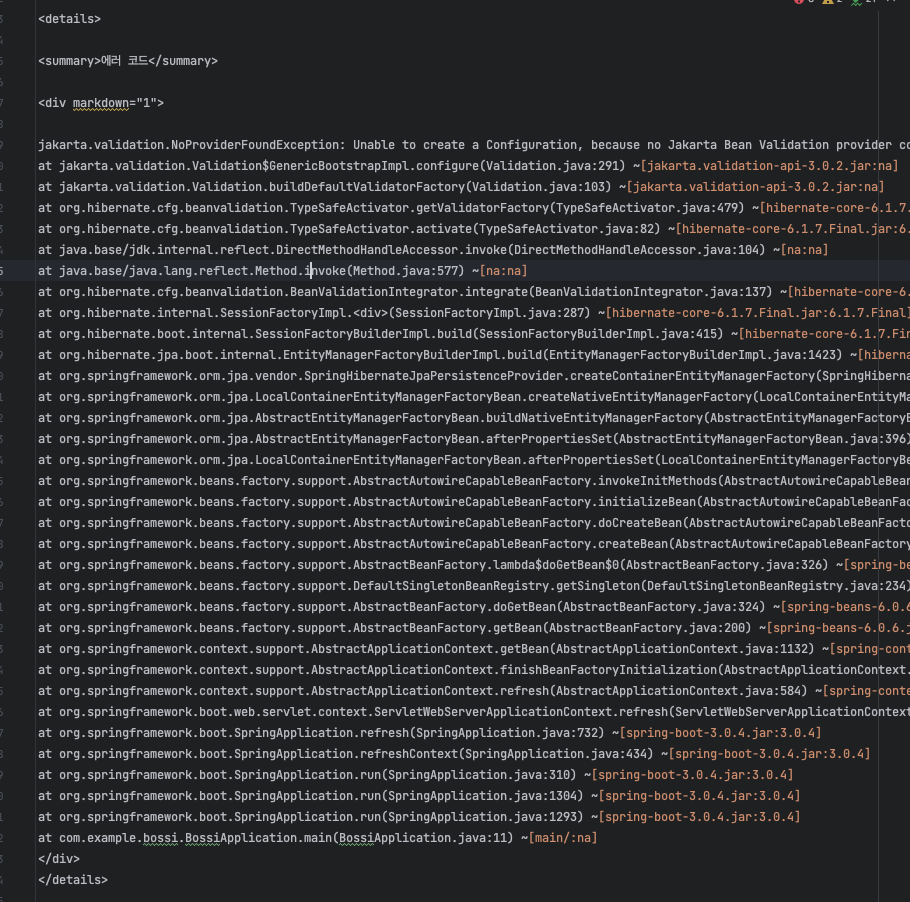 <details>
<summary>에러 코드</summary>
<div markdown="1">
jakarta.validation.NoProviderFoundException: Unable to create a Configuration, because no Jakarta Bean Validation provider
at jakarta.validation.Validation$GenericBootstrapImpl.configure(Validation.java:291) ~[jakarta.validation-api-3.0.2.jar:na]
at jakarta.validation.Validation.buildDefaultValidatorFactory(Validation.java:103) ~[jakarta.validation-api-3.0.2.jar:na]
at org.hibernate.cfg.beanvalidation.TypeSafeActivator.getValidatorFactory(TypeSafeActivator.java:479) ~[hibernate-core-6.1.7.
at org.hibernate.cfg.beanvalidation.TypeSafeActivator.activate(TypeSafeActivator.java:82) ~[hibernate-core-6.1.7.Final.jar:6.
at java.base/jdk.internal.reflect.DirectMethodHandleAccessor.invoke(DirectMethodHandleAccessor.java:104) ~[na:na]
at java.base/java.lang.reflect.Method.invoke(Method.java:577) ~[na:na]
at org.hibernate.cfg.beanvalidation.BeanValidationIntegrator.integrate(BeanValidationIntegrator.java:137) ~[hibernate-core-6.
at org.hibernate.internal.SessionFactoryImpl.<div>(SessionFactoryImpl.java:287) ~[hibernate-core-6.1.7.Final.jar:6.1.7.Final]
at org.hibernate.boot.internal.SessionFactoryBuilderImpl.build(SessionFactoryBuilderImpl.java:415) ~[hibernate-core-6.1.7.Fin
at org.hibernate.jpa.boot.internal.EntityManagerFactoryBuilderImpl.build(EntityManagerFactoryBuilderImpl.java:1423) ~[hiberna
at org.springframework.orm.jpa.vendor.SpringHibernateJpaPersistenceProvider.createContainerEntityManagerFactory(SpringHiberna
at org.springframework.orm.jpa.LocalContainerEntityManagerFactoryBean.createNativeEntityManagerFactory(LocalContainerEntityMa
at org.springframework.orm.jpa.AbstractEntityManagerFactoryBean.buildNativeEntityManagerFactory(AbstractEntityManagerFactoryB
at org.springframework.orm.jpa.AbstractEntityManagerFactoryBean.afterPropertiesSet(AbstractEntityManagerFactoryBean.java:396)
at org.springframework.orm.jpa.LocalContainerEntityManagerFactoryBean.afterPropertiesSet(LocalContainerEntityManagerFactoryBe
at org.springframework.beans.factory.support.AbstractAutowireCapableBeanFactory.invokeInitMethods(AbstractAutowireCapableBean
at org.springframework.beans.factory.support.AbstractAutowireCapableBeanFactory.initializeBean(AbstractAutowireCapableBeanFac
at org.springframework.beans.factory.support.AbstractAutowireCapableBeanFactory.doCreateBean(AbstractAutowireCapableBeanFacto
at org.springframework.beans.factory.support.AbstractAutowireCapableBeanFactory.createBean(AbstractAutowireCapableBeanFactory
at org.springframework.beans.factory.support.AbstractBeanFactory.lambda$doGetBean$0(AbstractBeanFactory.java:326) ~[spring-be
at org.springframework.beans.factory.support.DefaultSingletonBeanRegistry.getSingleton(DefaultSingletonBeanRegistry.java:234)
at org.springframework.beans.factory.support.AbstractBeanFactory.doGetBean(AbstractBeanFactory.java:324) ~[spring-beans-6.0.6
at org.springframework.beans.factory.support.AbstractBeanFactory.getBean(AbstractBeanFactory.java:200) ~[spring-beans-6.0.6.j
at org.springframework.context.support.AbstractApplicationContext.getBean(AbstractApplicationContext.java:1132) ~[spring-cont
at org.springframework.context.support.AbstractApplicationContext.finishBeanFactoryInitialization(AbstractApplicationContext.
at org.springframework.context.support.AbstractApplicationContext.refresh(AbstractApplicationContext.java:584) ~[spring-conte
at org.springframework.boot.web.servlet.context.ServletWebServerApplicationContext.refresh(ServletWebServerApplicationContext
at org.springframework.boot.SpringApplication.refresh(SpringApplication.java:732) ~[spring-boot-3.0.4.jar:3.0.4]
at org.springframework.boot.SpringApplication.refreshContext(SpringApplication.java:434) ~[spring-boot-3.0.4.jar:3.0.4]
at org.springframework.boot.SpringApplication.run(SpringApplication.java:310) ~[spring-boot-3.0.4.jar:3.0.4]
at org.springframework.boot.SpringApplication.run(SpringApplication.java:1304) ~[spring-boot-3.0.4.jar:3.0.4]
at org.springframework.boot.SpringApplication.run(SpringApplication.java:1293) ~[spring-boot-3.0.4.jar:3.0.4]
at com.example.bossi.BossiApplication.main(BossiApplication.java:11) ~[main/:na]
</div>
</details>